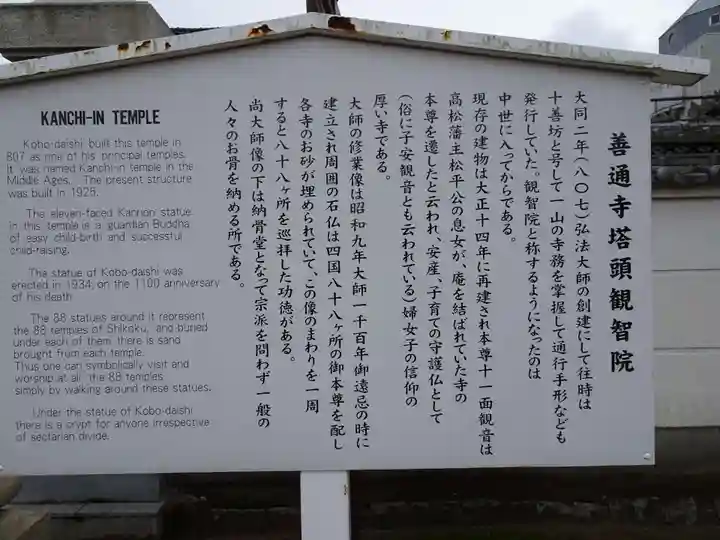 善通寺塔頭観智院
大同二年(八〇七)弘法大師の創建にして往時は
十善坊と号して一山の寺務を掌握して通行手形なども
発行していた。観智院と称するようになったのは
中世に入ってからである。
現存の建物は大正十四年に再建され本尊十一面観音は
高松藩主松平公の息女が、庵を結ばれていた寺の
本尊を遷したと云われ、安産、子育ての守護仏として
(俗に子安観音とも云われている)婦女子の信仰の
厚い寺である。
大師の修業像は昭和九年大師一千百年御遠忌の時に
建立され周囲の石仏は四国八十八ヶ所の御本尊を配し
各寺のお砂が埋められていて、この像のまわりを一周
すると八十八ヶ所を巡拝した功徳がある。
尚大師像の下は納骨堂となって宗派を問わず一般の
人々のお骨を納める所である。
KANCHI-IN TEMPLE
Kobo-daishi built this temple in
807 as one of his principal temples.
It was named Kanchi-in temple in the
Middle Ages. The present structure
was built in 1925.
The eleven-faced Kannon statue
in this temple is a guardian Buddha
of easy child-birth and successful
child-raising.
The statue of Kobo-daishi was
erected in 1934, on the 1100 anniversary
of his death.
The 88 statues around it represent
the 88 temples of Shikoku, and buried
under each of them there is sand
brought from each temple.
Thus one can symbolically visit and
worship at all the 88 temples
simply by walking around these statues.
Under the statue of Kobo-daishi
there is a crypt for anyone irrespective
of sectarian divide.